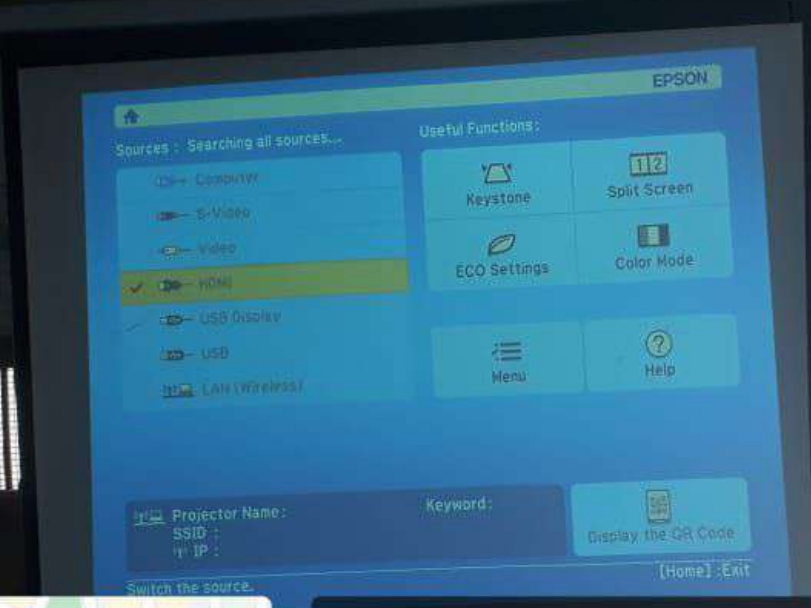 EPSON
Sources : Searching all sources...
Computer
S-Video
Video
HDMI
USB Display
USB
LAN (Wireless)
Useful Functions:
Keystone
1 2
Split Screen
ECO Settings
Color Mode
Menu
?
Help
Projector Name:
SSID :
IP :
Keyword:
Display the QR Code
Switch the source.
[Home] :Exit